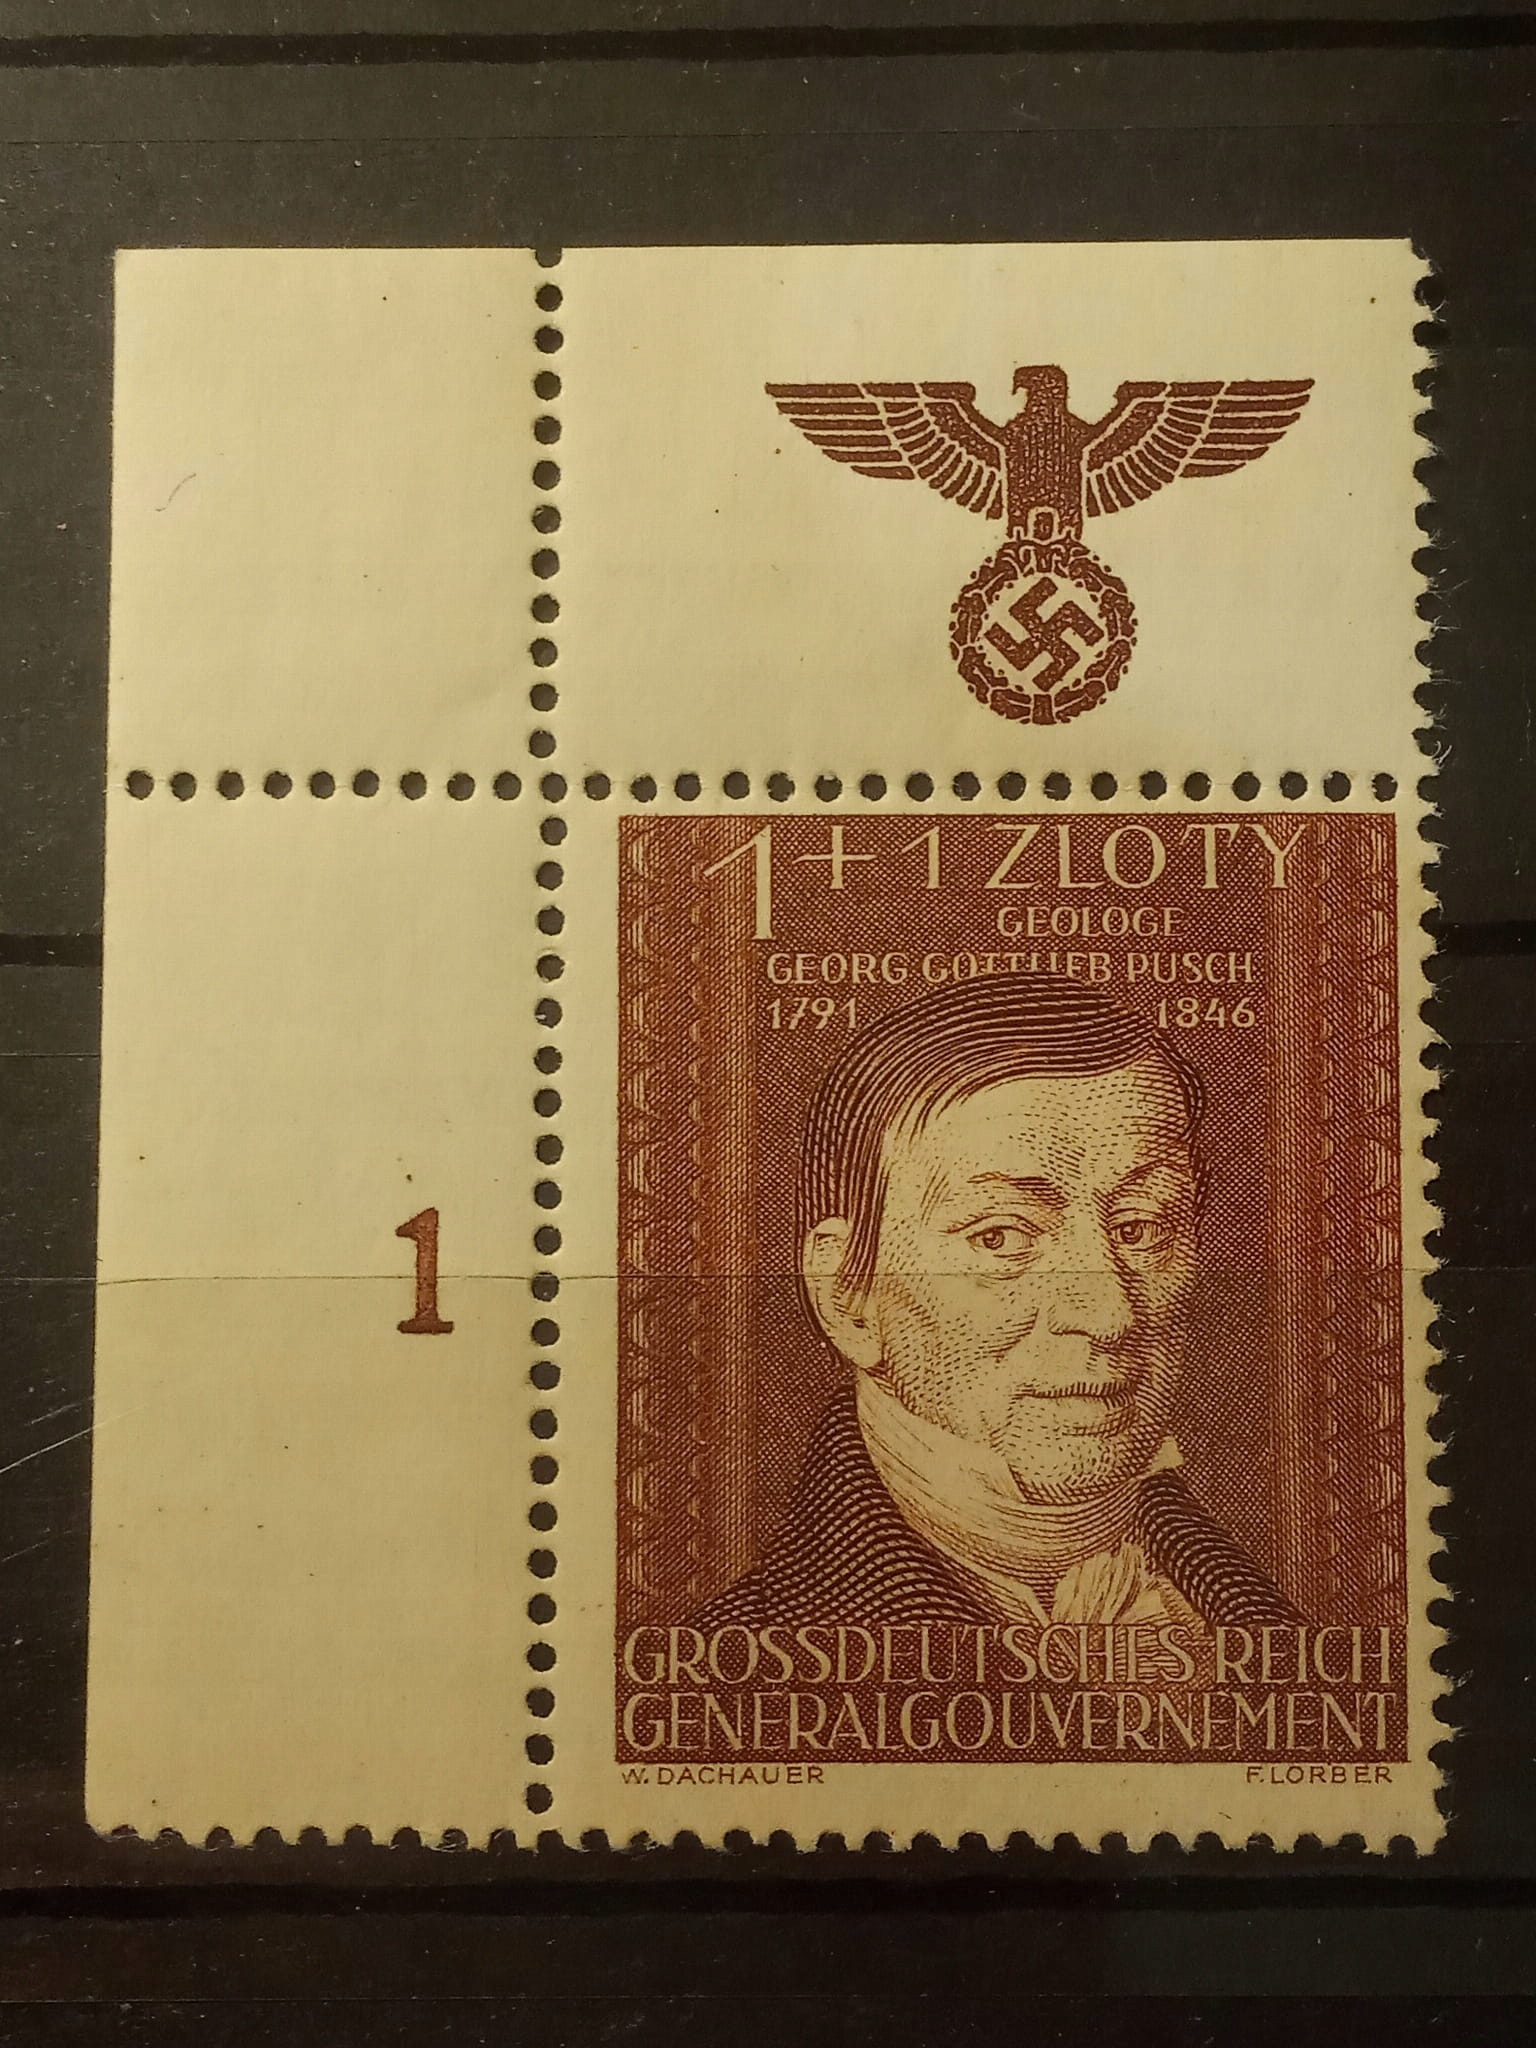 1+1 ZLOTY
GEOLOGE
GEORG GOTTLIEB PUSCH
1791 1846
1
GROSSDEUTSCHES REICH
GENERALGOUVERNEMENT
W. DACHAUER F. LORBER